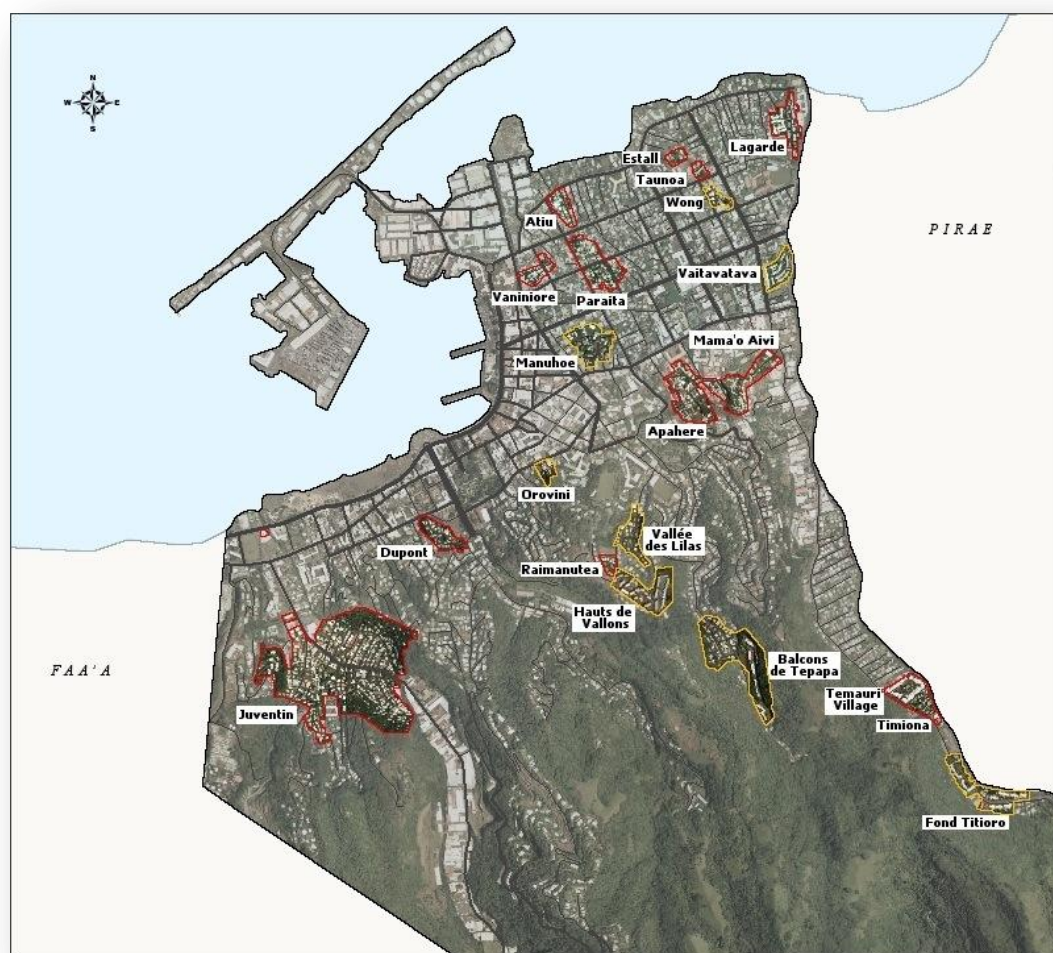 N
W E
S
Lagarde
Estall
Taunoa
Wong
Atiu
PIRAE
Vaitavatava
Vaniniore
Paraita
Mama'o Aivi
Manuhoe
Apahere
Orovini
Vallée
des Lilas
Dupont
Raimanutea
Hauts de
Vallons
FAA'A
Balcons
de Tepapa
Temauri
Village
Juventin
Timiona
Fond Titioro